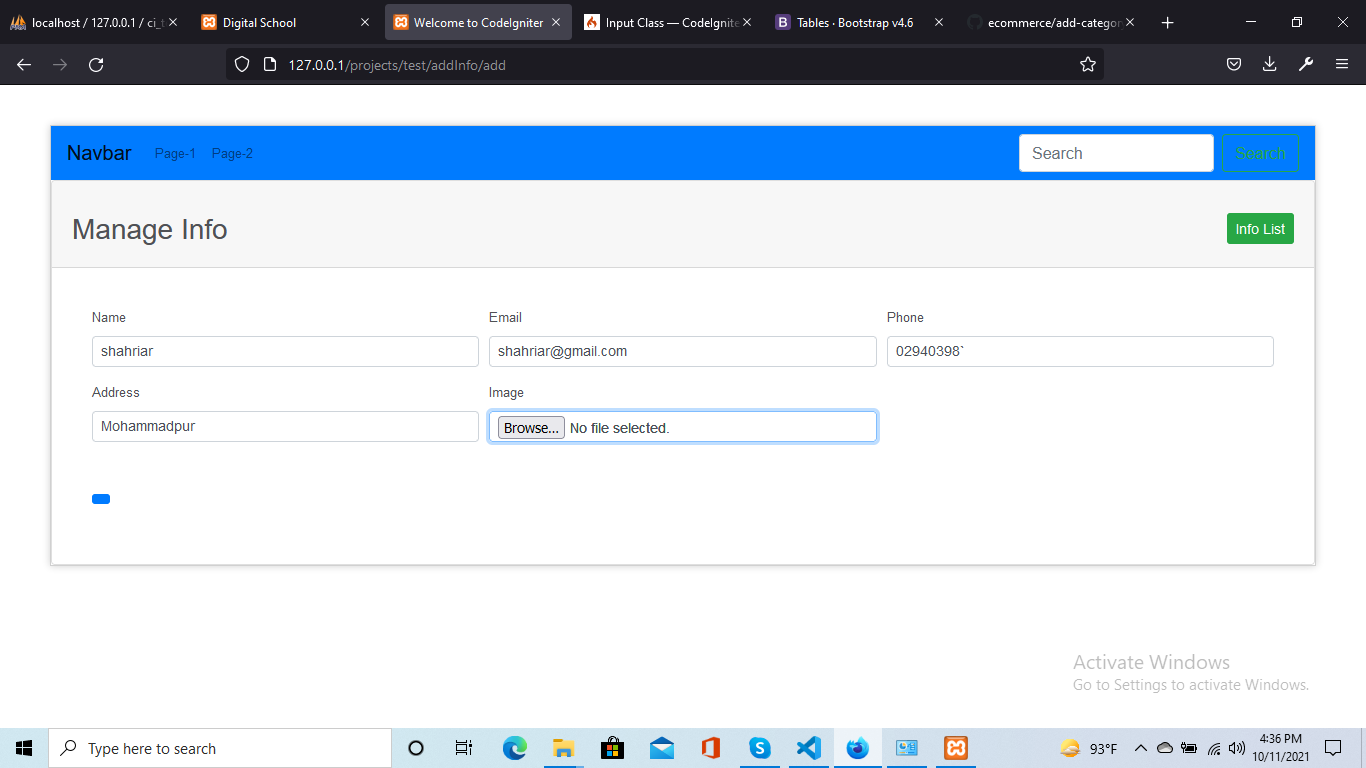 localhost / 127.0.0.1 / ci_t
Digital School
Welcome to CodeIgniter
Input Class — CodeIgnite
Tables · Bootstrap v4.6
ecommerce/add-categor
127.0.0.1/projects/test/addInfo/add
Navbar Page-1 Page-2 Search Search
Manage Info Info List
Name Email Phone
shahriar shahriar@gmail.com 02940398`
Address Image
Mohammadpur Browse... No file selected.
Activate Windows
Go to Settings to activate Windows.
Type here to search
93°F
4:36 PM
10/11/2021